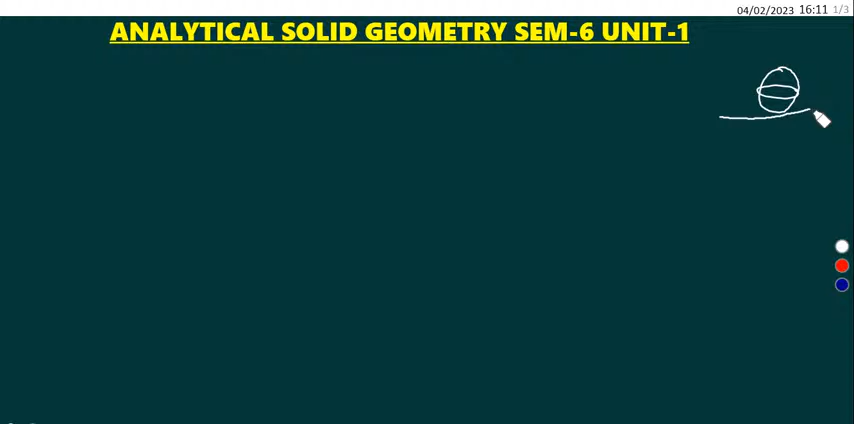 04/02/2023 16:11 1/3
ANALYTICAL SOLID GEOMETRY SEM-6 UNIT-1